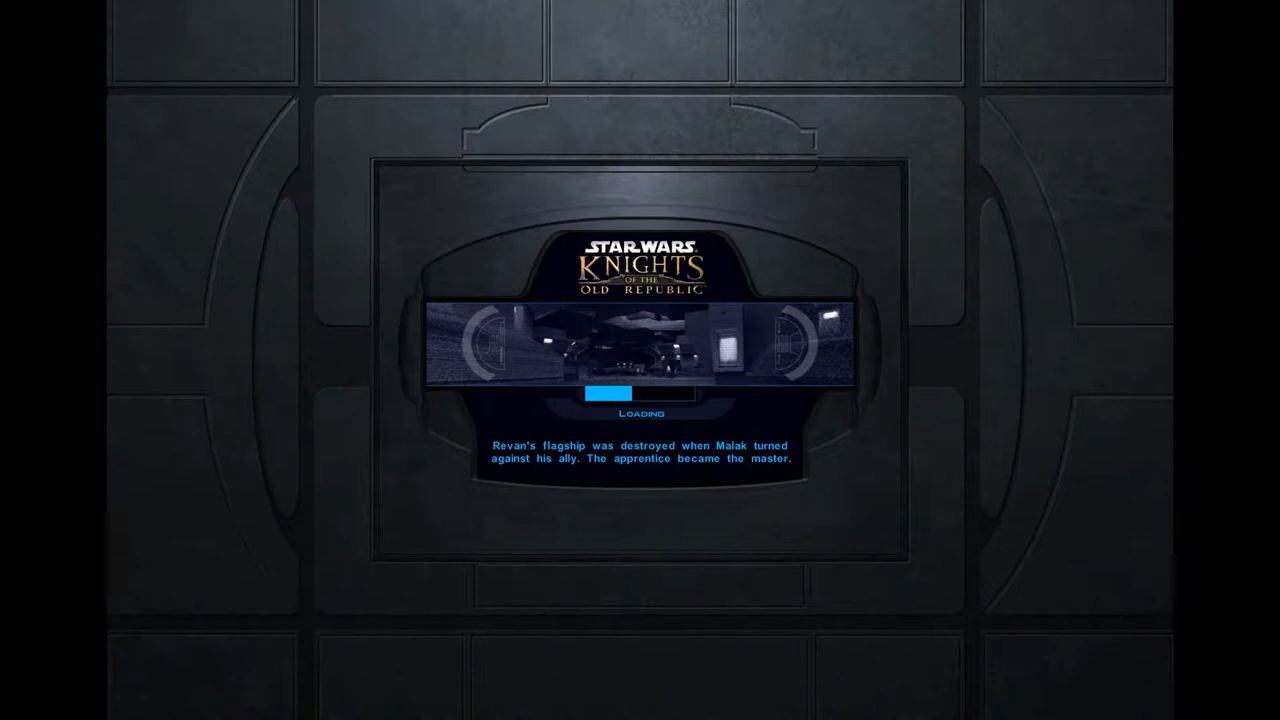 STAR WARS
KNIGHTS
OF THE
OLD REPUBLIC
LOADING
Revan's flagship was destroyed when Malak turned
against his ally. The apprentice became the master.